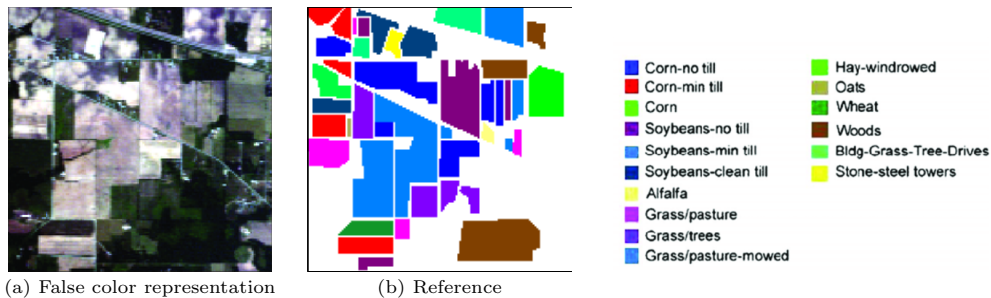 Corn-no till
Corn-min till
Corn
Soybeans-no till
Soybeans-min till
Soybeans-clean till
Alfalfa
Grass/pasture
Grass/trees
Grass/pasture-mowed
Hay-windrowed
Oats
Wheat
Woods
Bldg-Grass-Tree-Drives
Stone-steel towers
(a) False color representation
(b) Reference